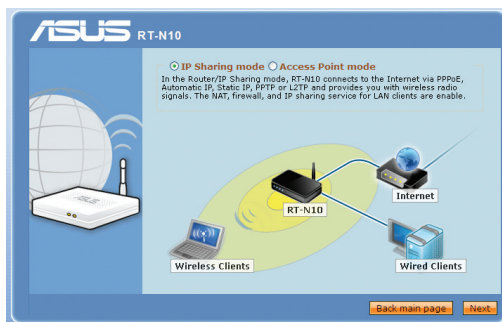 ASUS RT-N10
IP Sharing mode Access Point mode
In the Router/IP Sharing mode, RT-N10 connects to the Internet via PPPoE,
Automatic IP, Static IP, PPTP or L2TP and provides you with wireless radio
signals. The NAT, firewall, and IP sharing service for LAN clients are enable.
Internet
RT-N10
Wireless Clients
Wired Clients
Back main page Next